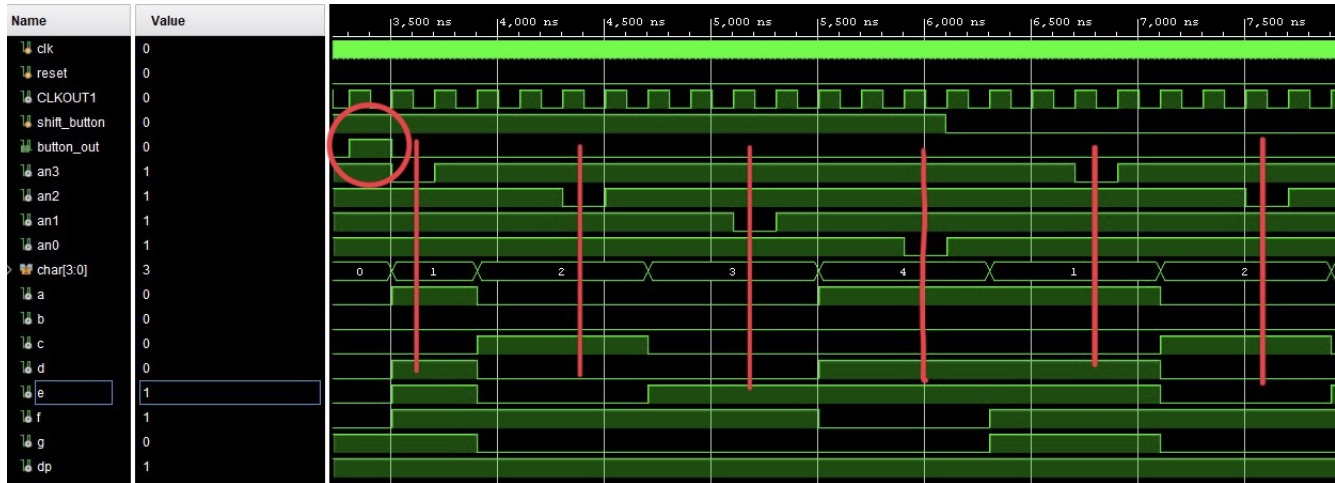 Name Value 3,500 ns 4,000 ns 4,500 ns 5,000 ns 5,500 ns 6,000 ns 6,500 ns 7,000 ns 7,500 ns
clk 0
reset 0
CLKOUT1 0
shift_button 0
button_out 0
an3 1
an2 1
an1 1
an0 1
char[3:0] 3 0 1 2 3 4 1 2
a 0
b 0
c 0
d 0
e 1
f 1
g 0
dp 1